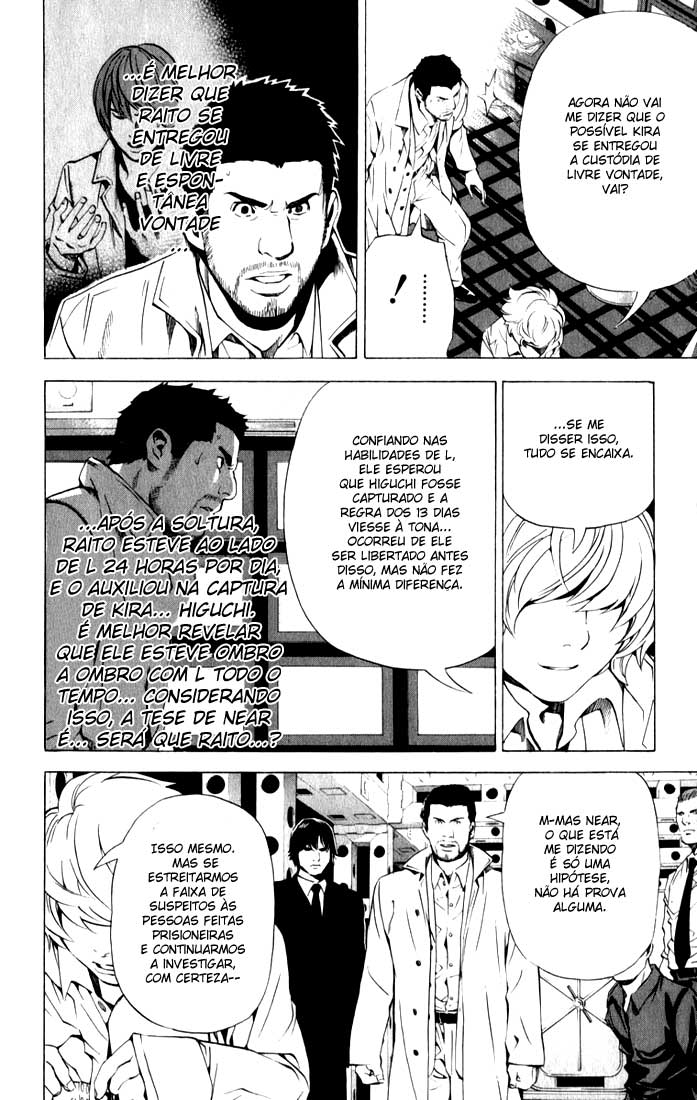 AGORA NÃO VAI
ME DIZER QUE O
POSSÍVEL KIRA
SE ENTREGOU
A CUSTÓDIA DE
LIVRE VONTADE,
VAI?
......!
...É MELHOR
DIZER QUE
RAITO SE
ENTREGOU
DE LIVRE
E ESPON-
TÂNEA
VONTADE
...
...SE ME
DISSER ISSO,
TUDO SE ENCAIXA.
CONFIANDO NAS
HABILIDADES DE L,
ELE ESPEROU
QUE HIGUCHI FOSSE
CAPTURADO E A
REGRA DOS 13 DIAS
VIESSE À TONA...
OCORREU DE ELE
SER LIBERTADO ANTES
DISSO, MAS NÃO FEZ
A MÍNIMA DIFERENÇA.
...APÓS A SOLTURA,
RAITO ESTEVE AO LADO
DE L 24 HORAS POR DIA,
E O AUXILIOU NA CAPTURA
DE KIRA... HIGUCHI.
É MELHOR REVELAR
QUE ELE ESTEVE OMBRO
A OMBRO COM L TODO O
TEMPO... CONSIDERANDO
ISSO, A TESE DE NEAR
É... SERÁ QUE RAITO...?
M-MAS NEAR,
O QUE ESTÁ
ME DIZENDO
É SÓ UMA
HIPÓTESE,
NÃO HÁ PROVA
ALGUMA.
ISSO MESMO.
MAS SE
ESTREITARMOS
A FAIXA DE
SUSPEITOS ÀS
PESSOAS FEITAS
PRISIONEIRAS
E CONTINUARMOS
A INVESTIGAR,
COM CERTEZA--